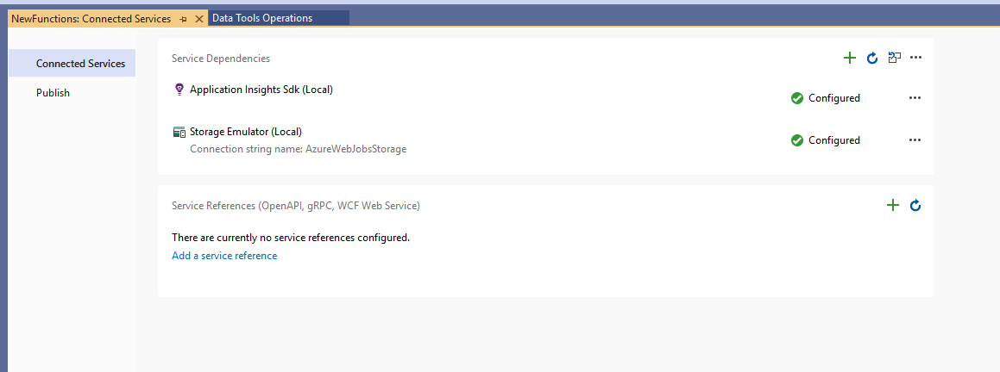 NewFunctions: Connected Services
Data Tools Operations
Connected Services
Publish
Service Dependencies
Application Insights Sdk (Local)
Configured
Storage Emulator (Local)
Connection string name: AzureWebJobsStorage
Configured
Service References (OpenAPI, gRPC, WCF Web Service)
There are currently no service references configured.
Add a service reference